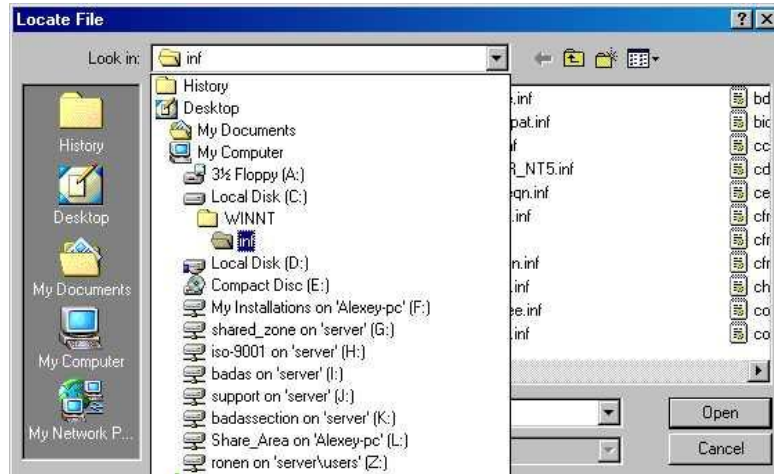 Locate File
Look in:
inf
History
Desktop
My Documents
My Computer
3½ Floppy (A:)
Local Disk (C:)
WINNT
inf
Local Disk (D:)
Compact Disc (E:)
My Installations on 'Alexey-pc' (F:)
shared_zone on 'server' (G:)
iso-9001 on 'server' (H:)
badas on 'server' (I:)
support on 'server' (J:)
badassection on 'server' (K:)
Share_Area on 'Alexey-pc' (L:)
ronen on 'server\users' (Z:)
History
Desktop
My Documents
My Computer
My Network P...
.inf
pat.inf
R_NT5.inf
eqn.inf
.inf
n.inf
.inf
ee.inf
.inf
bd
bio
cc
cd
ce
cfr
cfr
cfr
ch
co
co
Open
Cancel